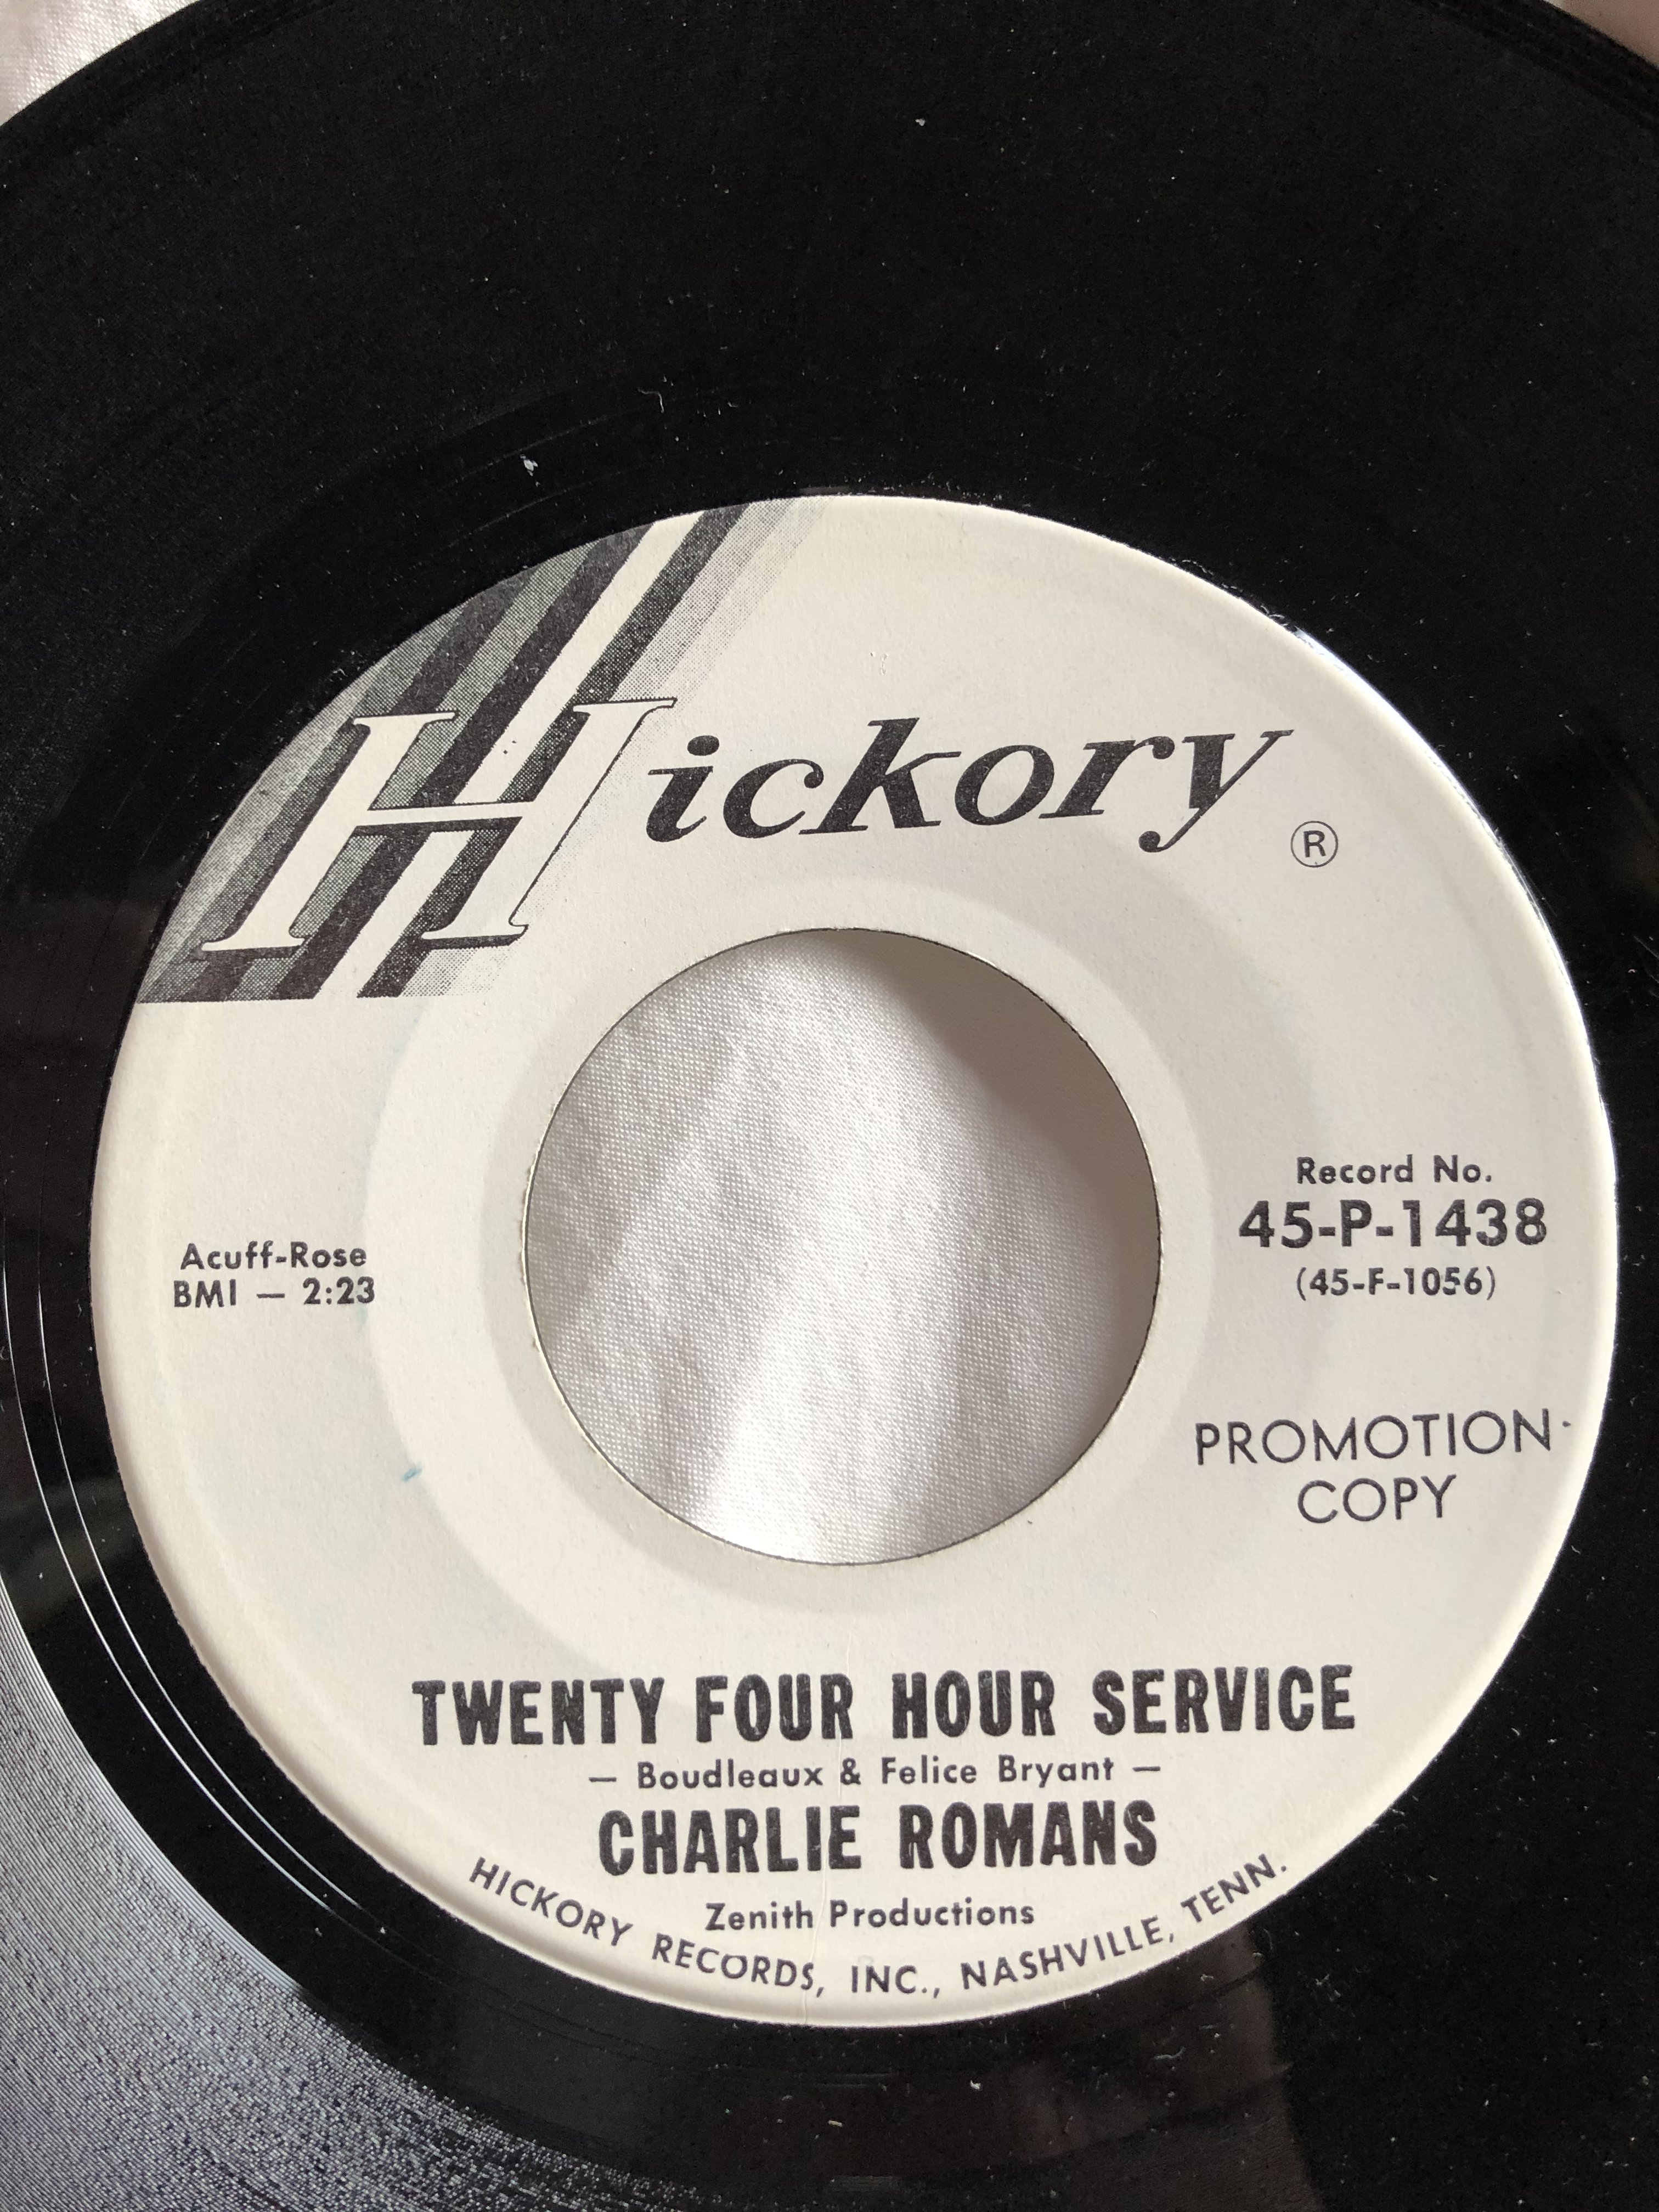 Hickory ®
Record No.
45-P-1438
(45-F-1056)
Acuff-Rose
BMI — 2:23
PROMOTION
COPY
TWENTY FOUR HOUR SERVICE
— Boudleaux & Felice Bryant —
CHARLIE ROMANS
Zenith Productions
HICKORY RECORDS, INC., NASHVILLE, TENN.